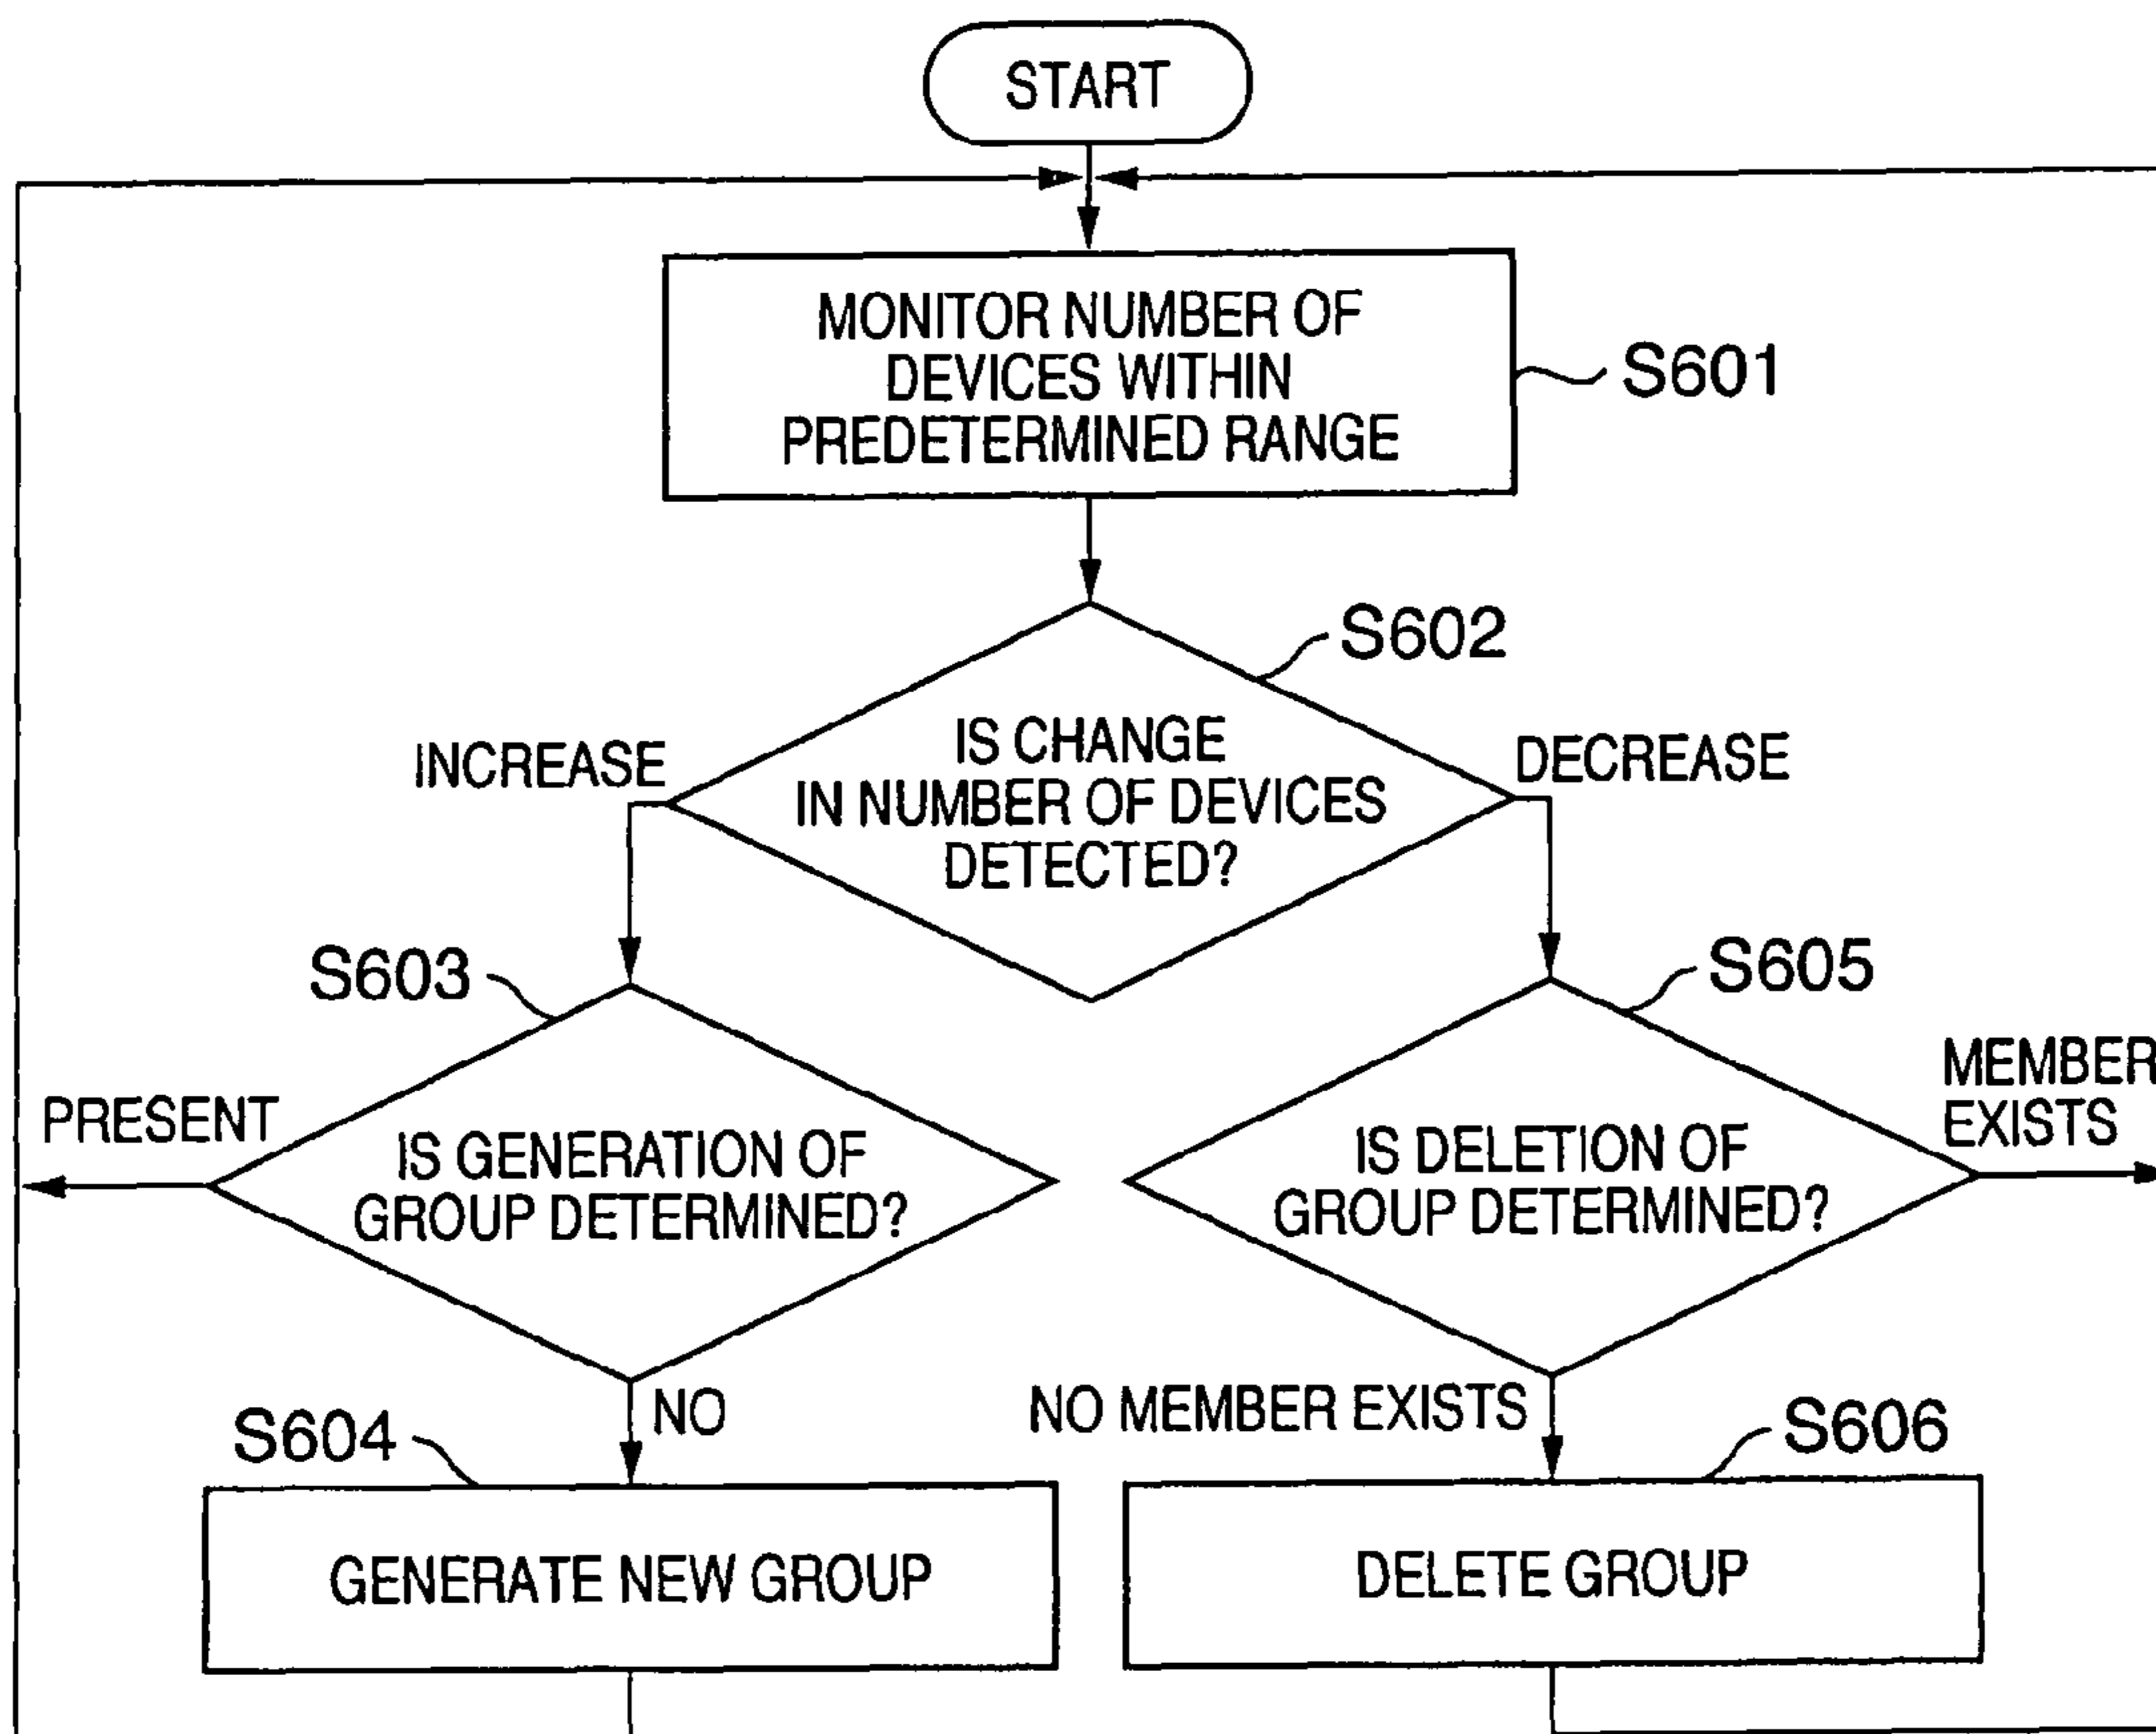 START
MONITOR NUMBER OF
DEVICES WITHIN
PREDETERMINED RANGE
S601
S602
IS CHANGE
IN NUMBER OF DEVICES
DETECTED?
INCREASE
DECREASE
S603
S605
PRESENT
IS GENERATION OF
GROUP DETERMINED?
IS DELETION OF
GROUP DETERMINED?
MEMBER
EXISTS
NO
NO MEMBER EXISTS
S604
S606
GENERATE NEW GROUP
DELETE GROUP